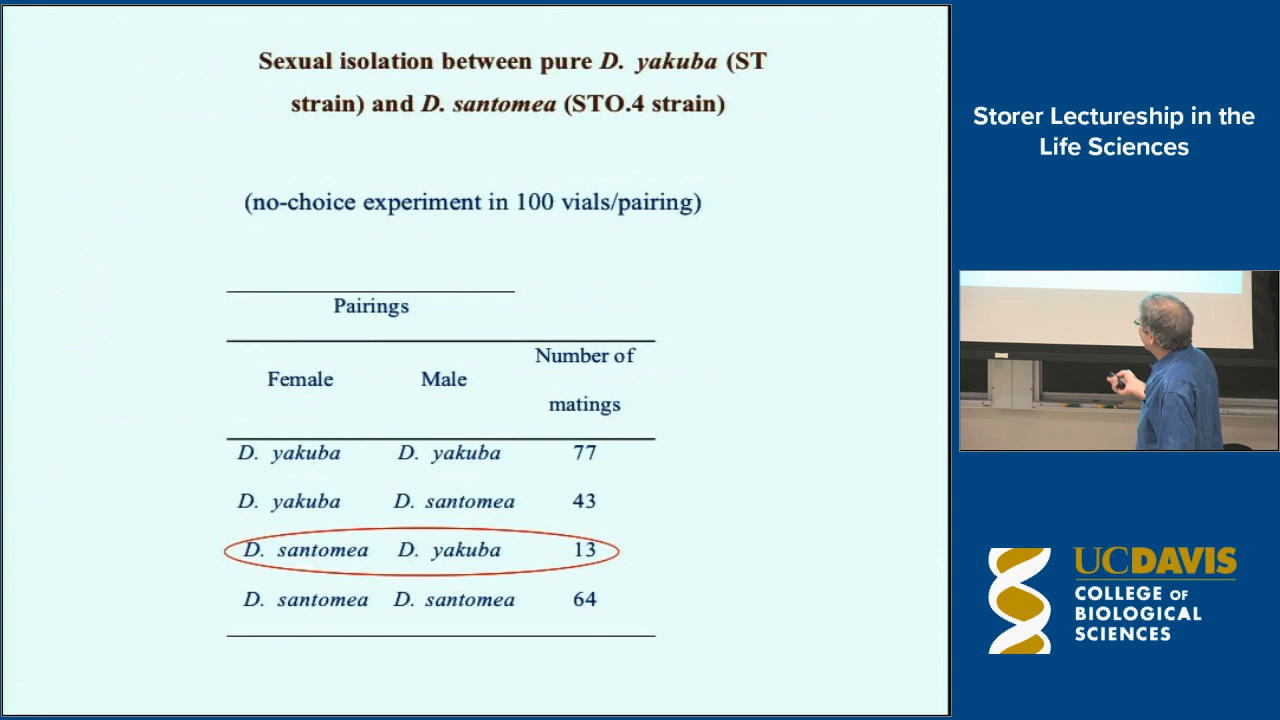 Sexual isolation between pure D. yakuba (ST
strain) and D. santomea (STO.4 strain)
(no-choice experiment in 100 vials/pairing)
Pairings
Female Male Number of
matings
D. yakuba D. yakuba 77
D. yakuba D. santomea 43
D. santomea D. yakuba 13
D. santomea D. santomea 64
Storer Lectureship in the
Life Sciences
UCDAVIS
COLLEGE OF
BIOLOGICAL
SCIENCES